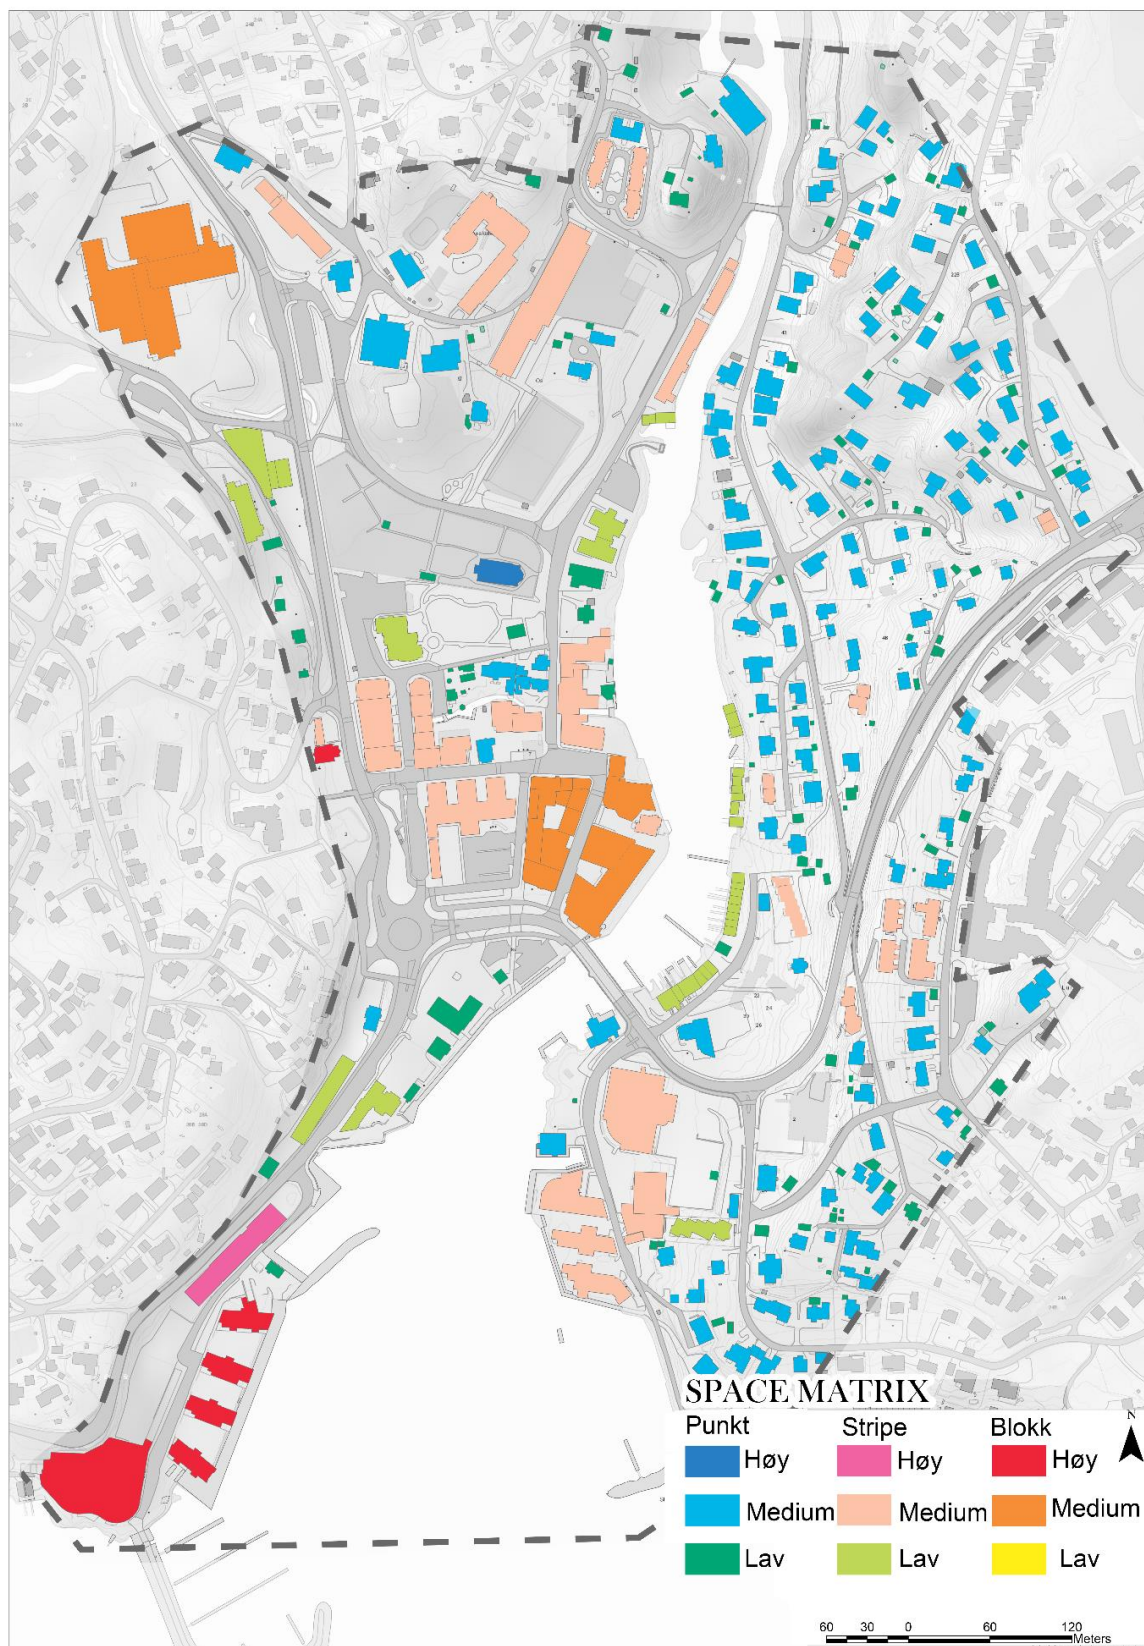 SPACE MATRIX
N
Punkt Stripe Blokk
Høy Høy Høy
Medium Medium Medium
Lav Lav Lav
60 30 0 60 120
Meters